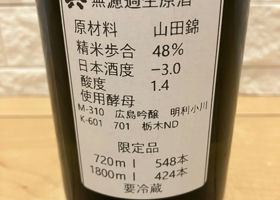 無濾過生原酒
原材料 山田錦
精米歩合 48%
日本酒度 −3.0
酸度 1.4
使用酵母
M-310 広島吟醸 明利小川
K-601 701 栃木ND
限定品
720ml 548本
1800ml 424本
要冷蔵